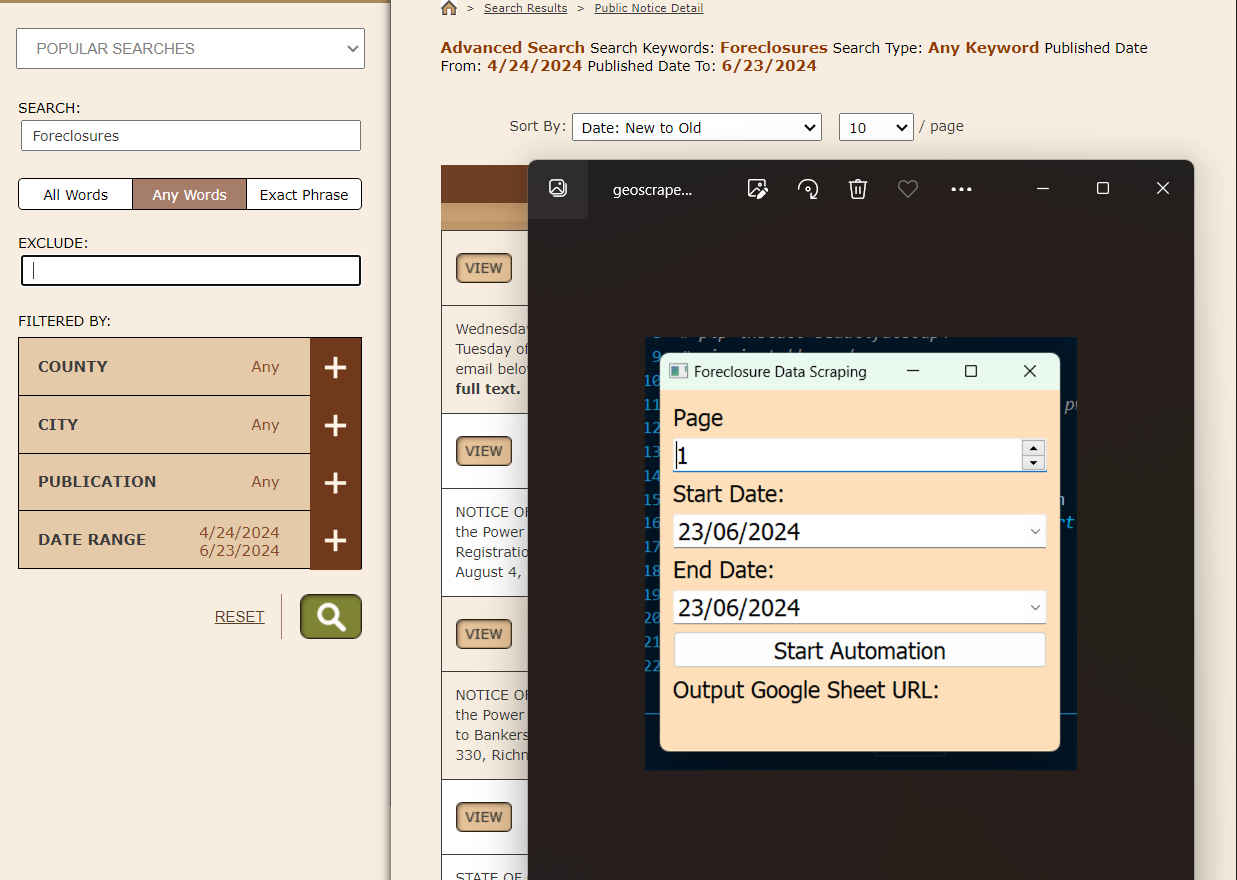 > Search Results > Public Notice Detail
POPULAR SEARCHES
Advanced Search Search Keywords: Foreclosures Search Type: Any Keyword Published Date
From: 4/24/2024 Published Date To: 6/23/2024
SEARCH:
Foreclosures
Sort By: Date: New to Old 10 / page
All Words Any Words Exact Phrase
EXCLUDE:
FILTERED BY:
COUNTY Any +
CITY Any +
PUBLICATION Any +
DATE RANGE 4/24/2024
6/23/2024 +
RESET
VIEW
Wednesda
Tuesday of
email belo
full text.
VIEW
NOTICE OF
the Power
Registratio
August 4,
VIEW
NOTICE OF
the Power
to Bankers
330, Richm
VIEW
STATE OF
geoscrape...
9
10
11
12
13
14
15
16
17
18
19
20
21
22
Foreclosure Data Scraping
Page
1
Start Date:
23/06/2024
End Date:
23/06/2024
Start Automation
Output Google Sheet URL: